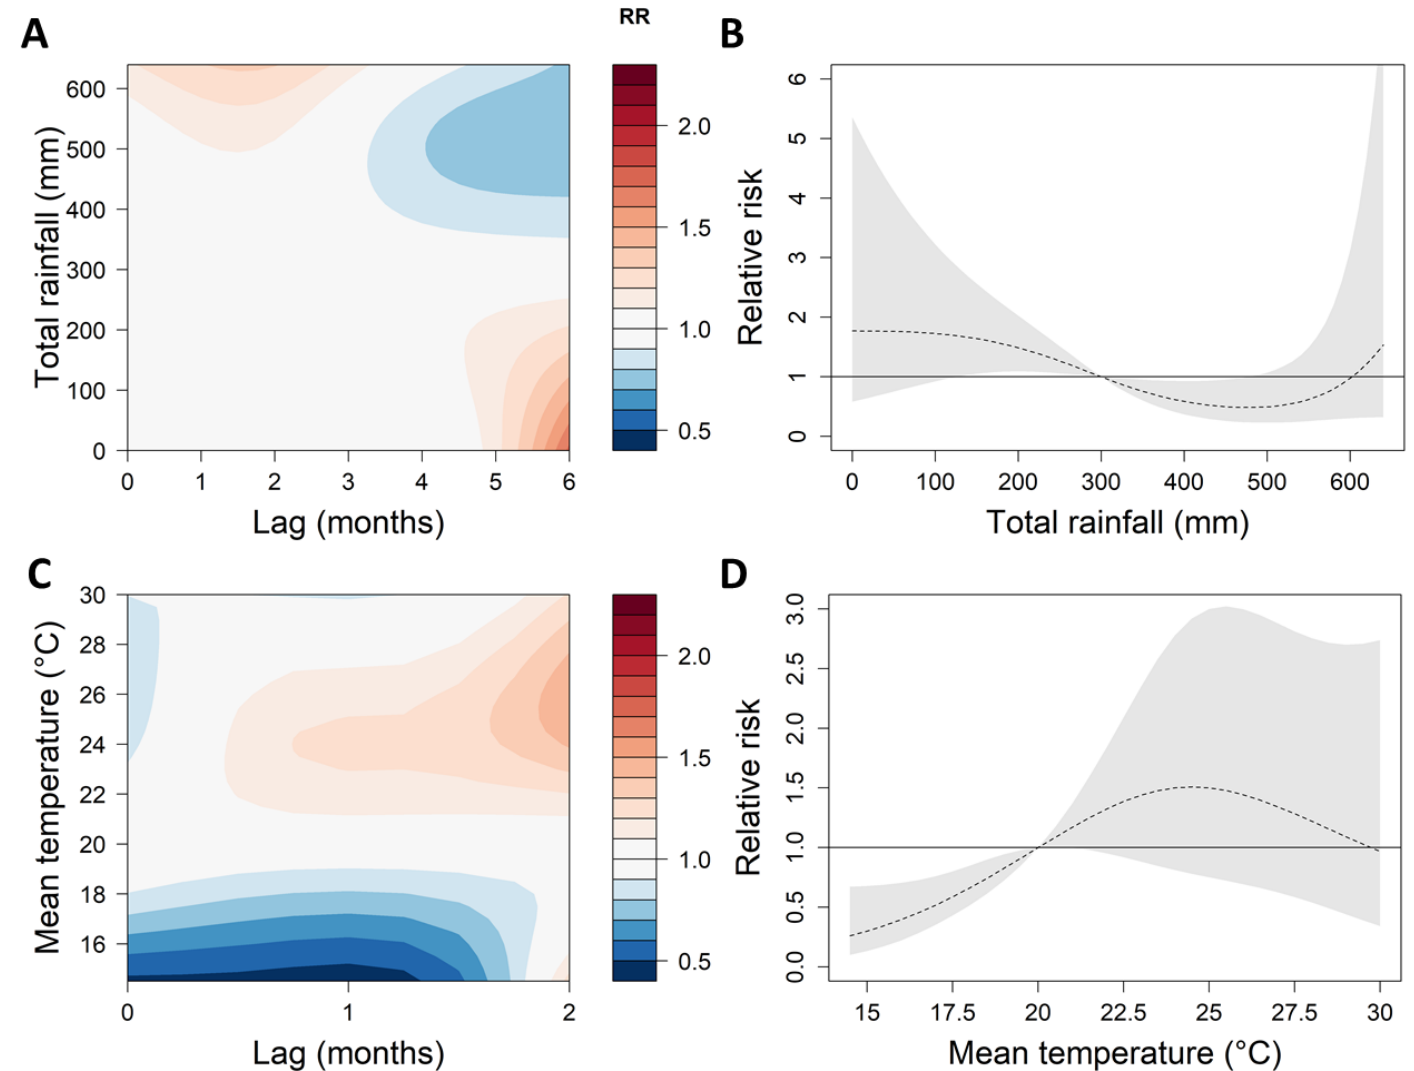 A
RR
B
Total rainfall (mm)
600
500
400
300
200
100
0
0 1 2 3 4 5 6
Lag (months)
2.0
1.5
1.0
0.5
Relative risk
6
5
4
3
2
1
0
0 100 200 300 400 500 600
Total rainfall (mm)
C
Mean temperature (°C)
30
28
26
24
22
20
18
16
0 1 2
Lag (months)
2.0
1.5
1.0
0.5
D
Relative risk
3.0
2.5
2.0
1.5
1.0
0.5
0.0
15 17.5 20 22.5 25 27.5 30
Mean temperature (°C)